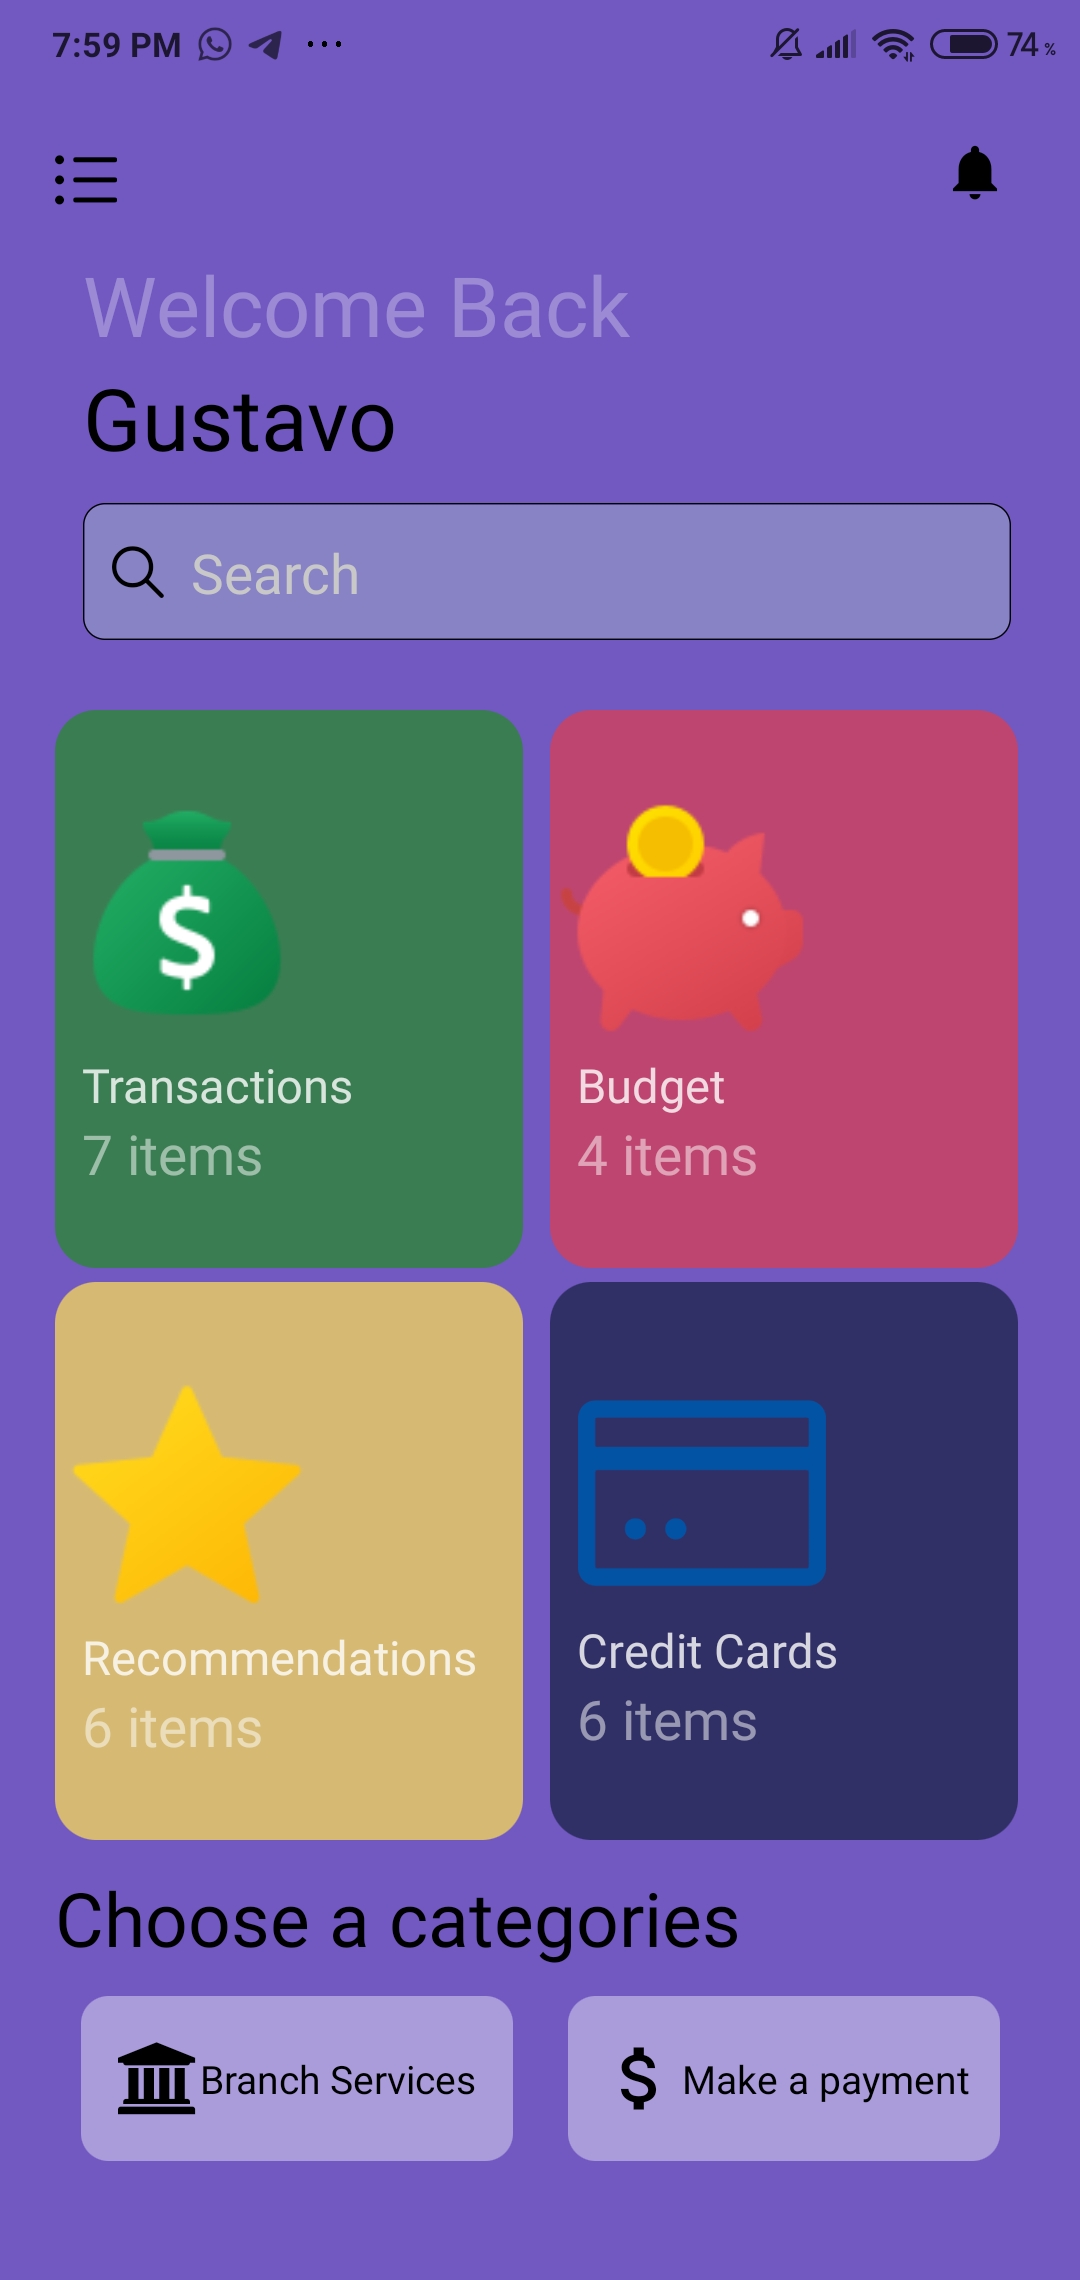 7:59 PM 74%
Welcome Back
Gustavo
Search
$
Transactions
7 items
Budget
4 items
Recommendations
6 items
Credit Cards
6 items
Choose a categories
Branch Services
$ Make a payment